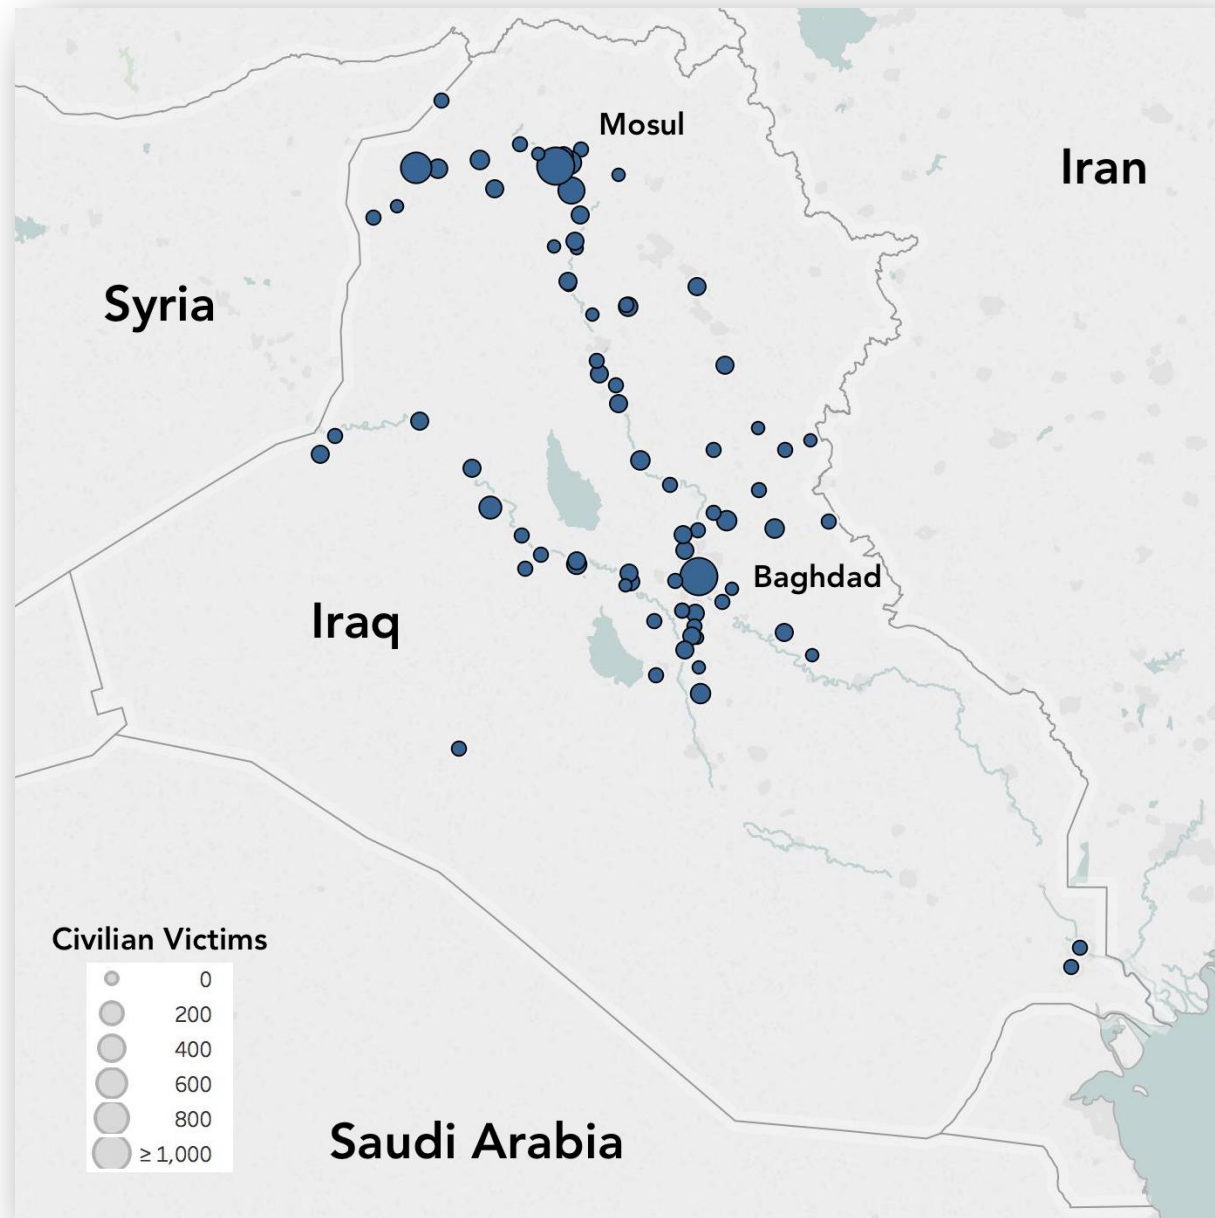 Mosul
Iran
Syria
Baghdad
Iraq
Civilian Victims
0
200
400
600
800
≥ 1,000
Saudi Arabia